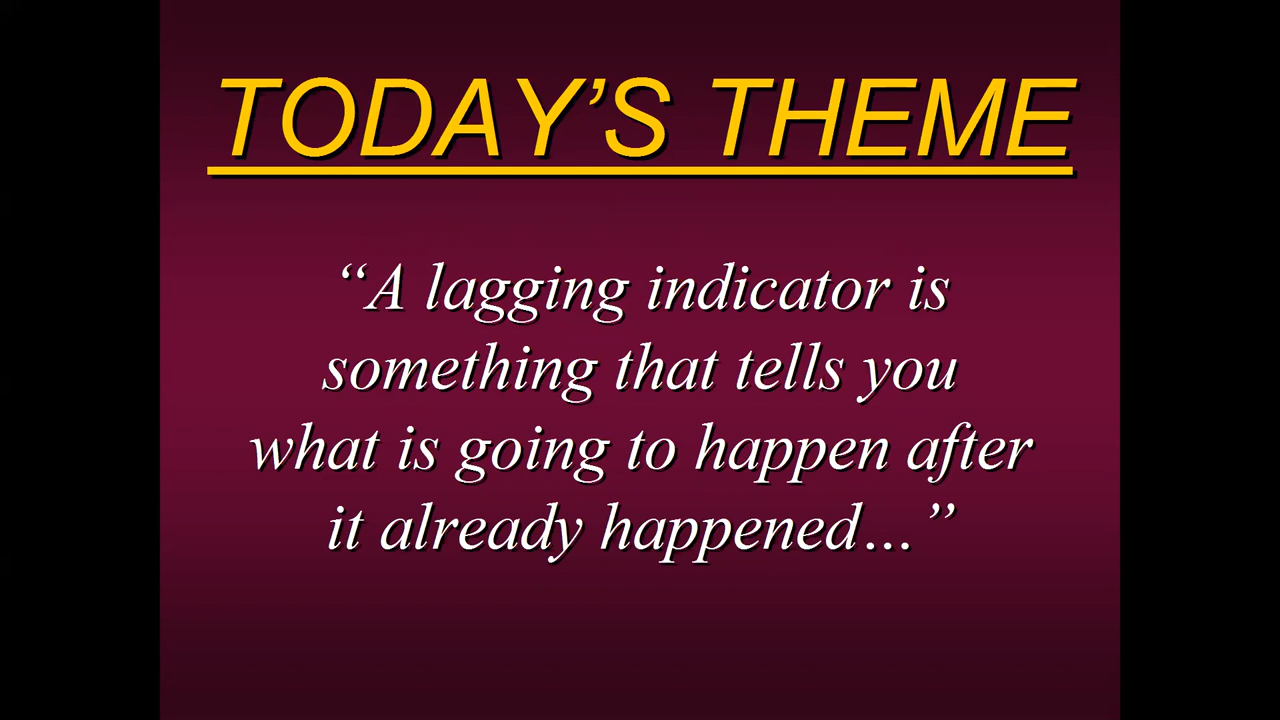 TODAY’S THEME
“A lagging indicator is
something that tells you
what is going to happen after
it already happened…”